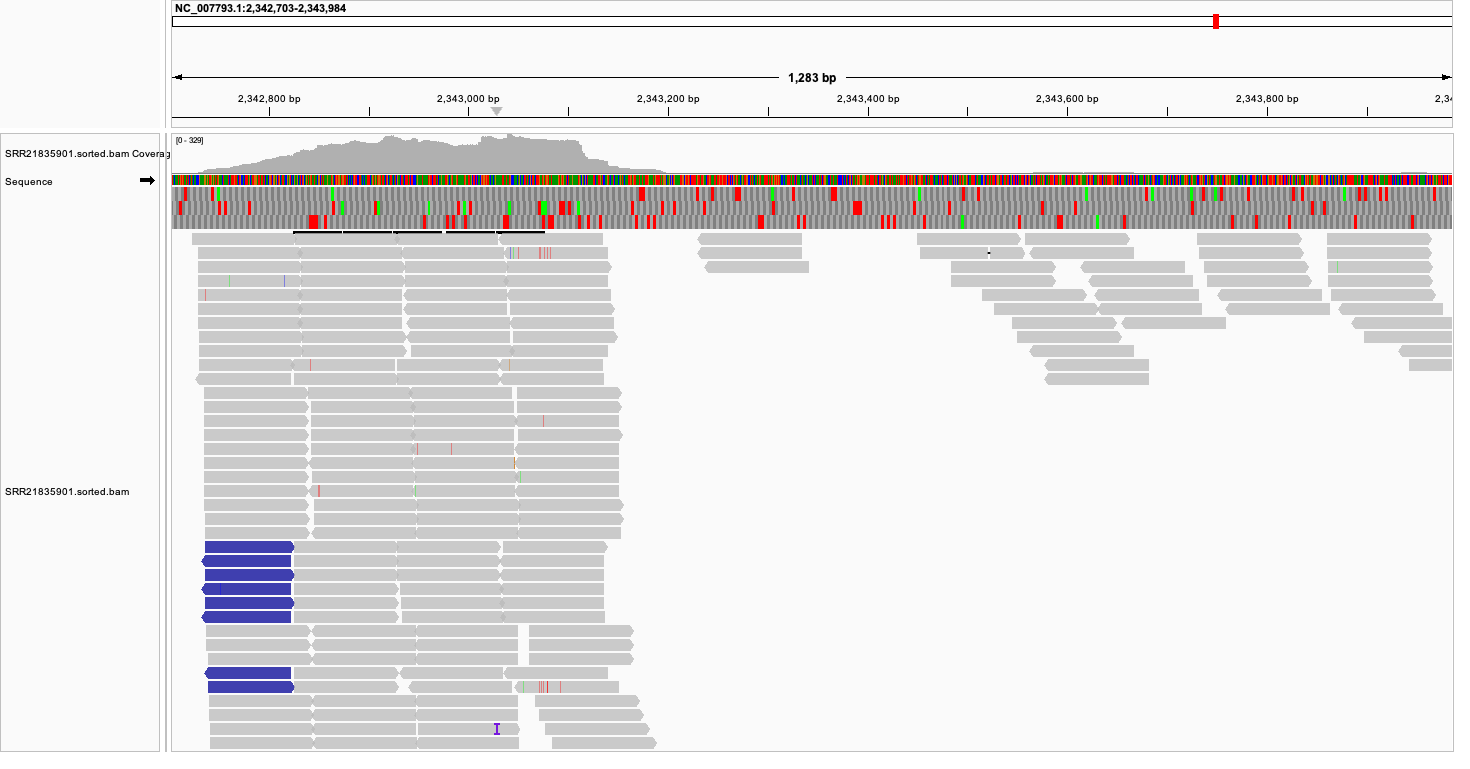 NC_007793.1:2,342,703-2,343,984
1,283 bp
2,342,800 bp 2,343,000 bp 2,343,200 bp 2,343,400 bp 2,343,600 bp 2,343,800 bp 2,34
[0 - 329]
SRR21835901.sorted.bam Coverag
Sequence
SRR21835901.sorted.bam